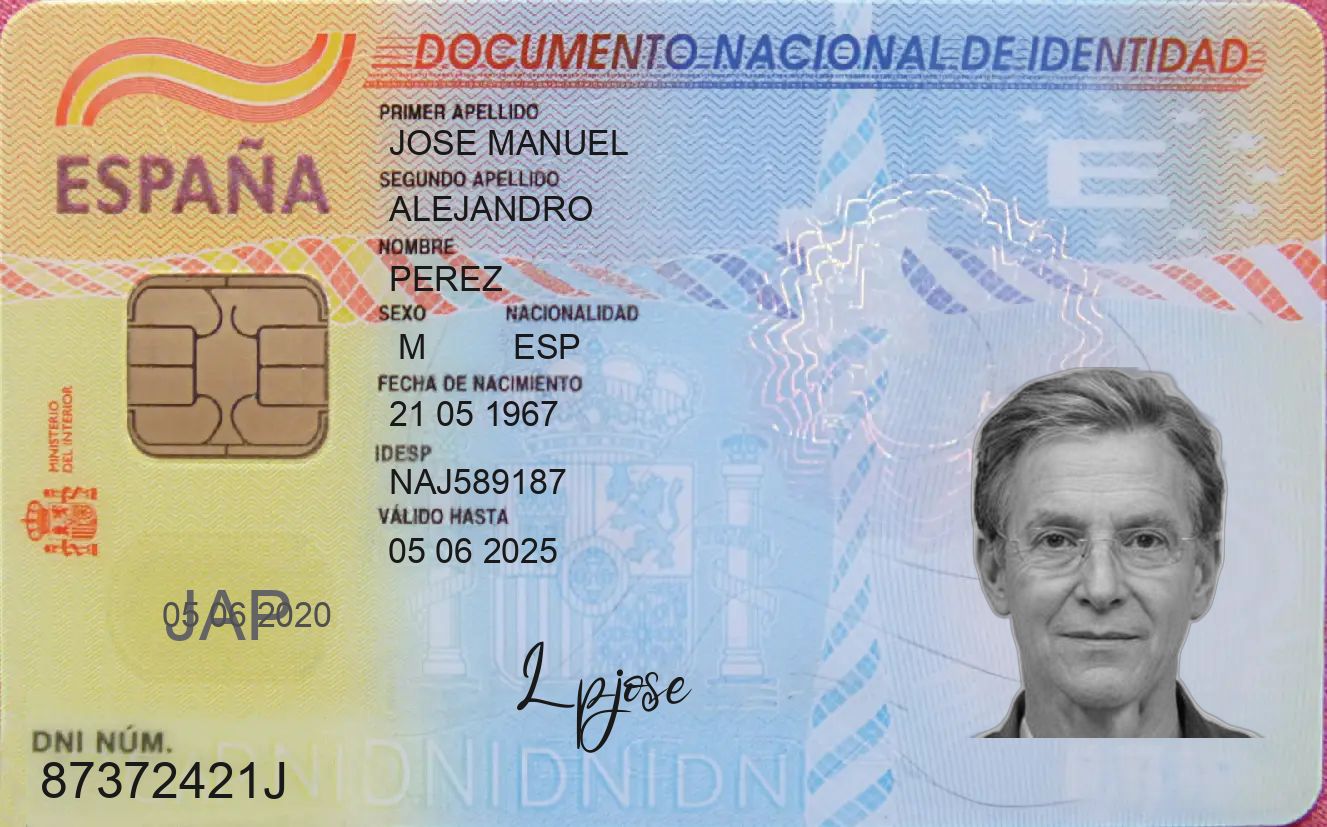 DOCUMENTO NACIONAL DE IDENTIDAD
ESPAÑA
PRIMER APELLIDO
JOSE MANUEL
SEGUNDO APELLIDO
ALEJANDRO
NOMBRE
PEREZ
SEXO NACIONALIDAD
M ESP
FECHA DE NACIMIENTO
21 05 1967
IDESP
NAJ589187
VÁLIDO HASTA
05 06 2025
MINISTERIO
DEL INTERIOR
E
JAP
05 06 2020
Lpjose
DNI NÚM.
87372421J
DNIDNIDNIDNI